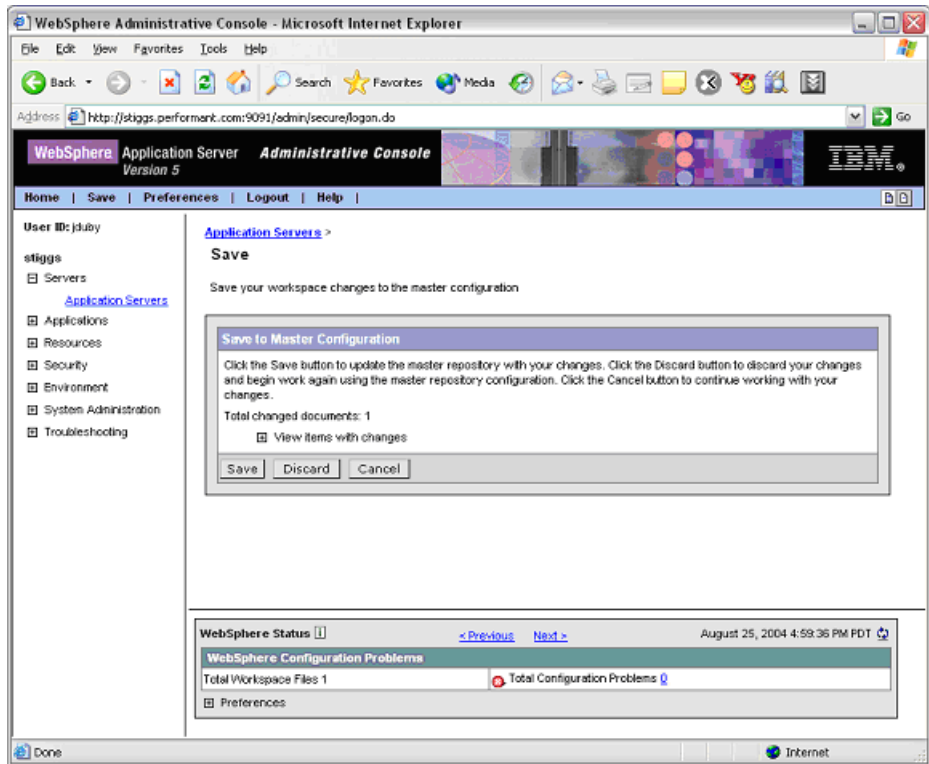 WebSphere Administrative Console - Microsoft Internet Explorer
File Edit View Favorites Tools Help
Back Search Favorites Media
Address http://stiggs.performant.com:9091/admin/secure/logon.do Go
WebSphere Application Server Administrative Console
Version 5
IBM®
Home | Save | Preferences | Logout | Help |
User ID: jduby
stiggs
Servers
Application Servers
Applications
Resources
Security
Environment
System Administration
Troubleshooting
Application Servers >
Save
Save your workspace changes to the master configuration
Save to Master Configuration
Click the Save button to update the master repository with your changes. Click the Discard button to discard your changes
and begin work again using the master repository configuration. Click the Cancel button to continue working with your
changes.
Total changed documents: 1
View items with changes
Save Discard Cancel
WebSphere Status i < Previous Next > August 25, 2004 4:59:36 PM PDT
WebSphere Configuration Problems
Total Workspace Files 1 Total Configuration Problems 0
Preferences
Done Internet